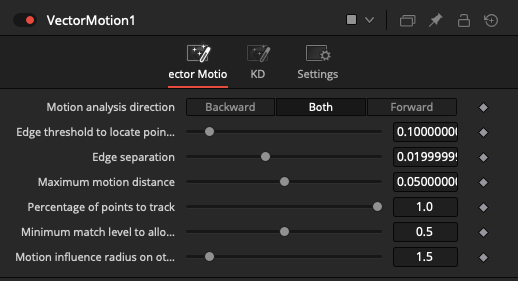 VectorMotion1
ector Motio KD Settings
Motion analysis direction Backward Both Forward
Edge threshold to locate poin... 0.10000000
Edge separation 0.01999999
Maximum motion distance 0.05000000
Percentage of points to track 1.0
Minimum match level to allo... 0.5
Motion influence radius on ot... 1.5